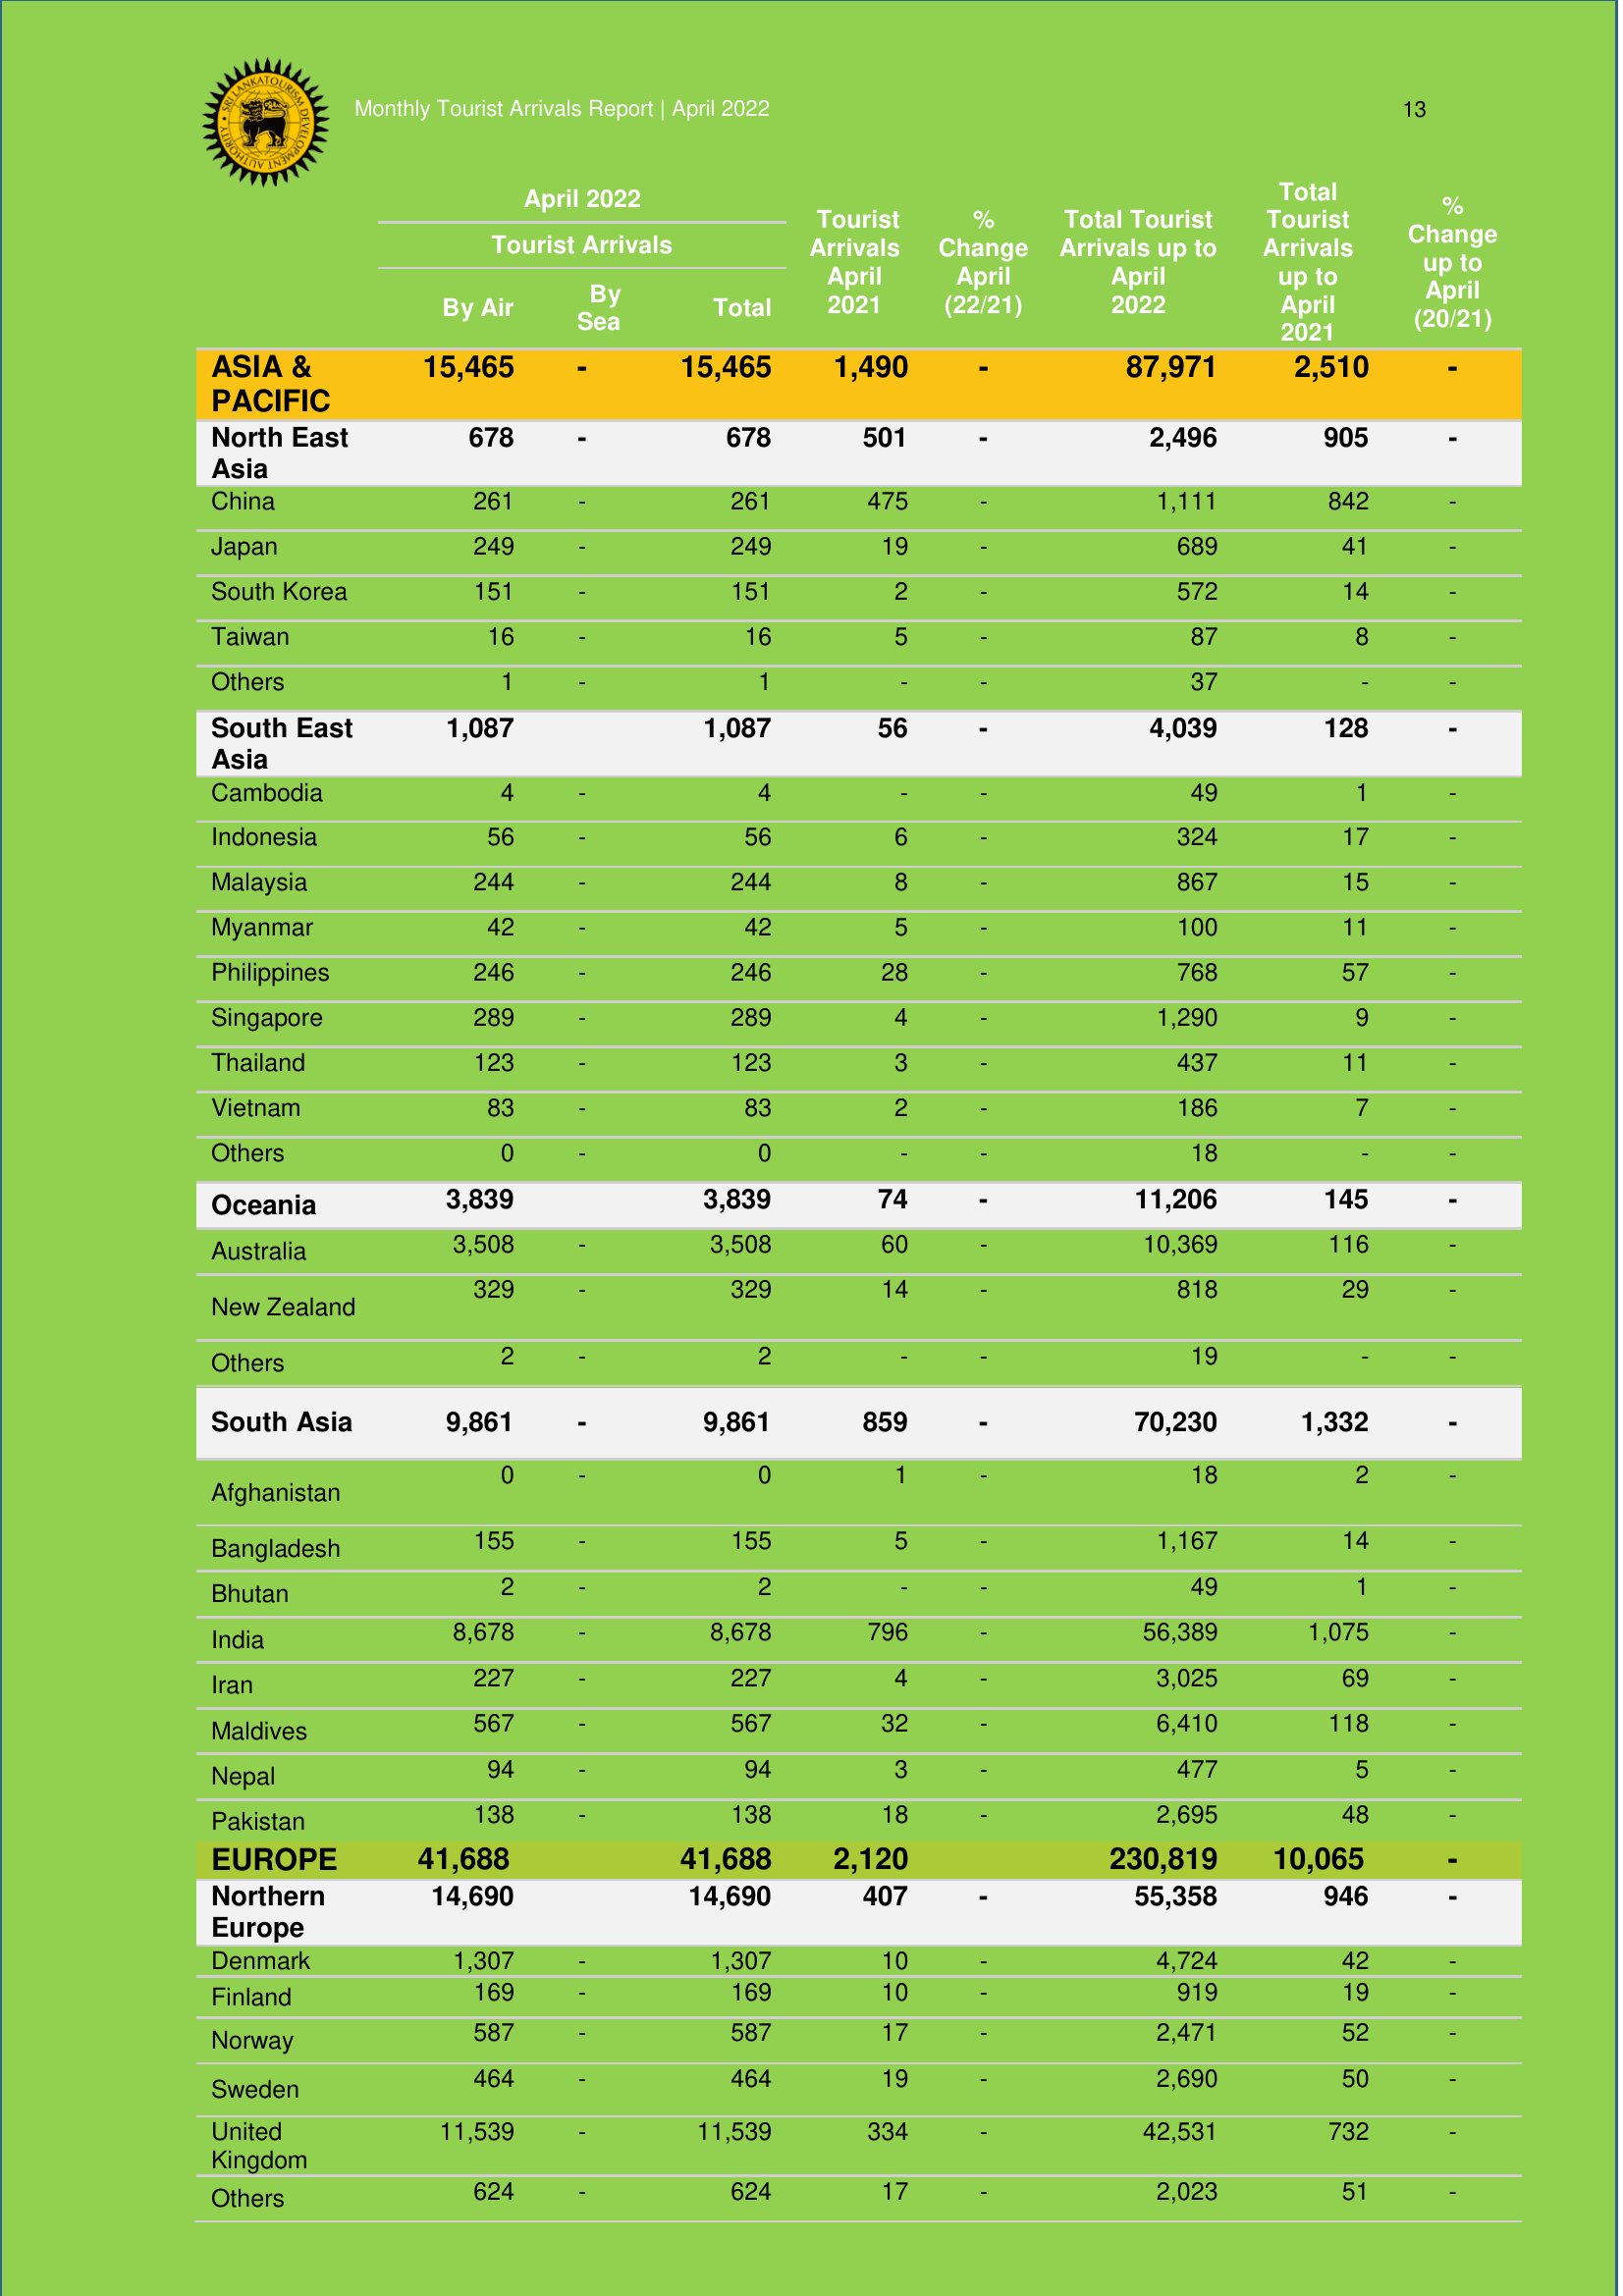 SRI LANKA TOURISM DEVELOPMENT AUTHORITY
Monthly Tourist Arrivals Report | April 2022 13
April 2022
Tourist Arrivals
By Air By Sea Total Tourist Arrivals April 2021 % Change April (22/21) Total Tourist Arrivals up to April 2022 Total Tourist Arrivals up to April 2021 % Change up to April (20/21)
ASIA & PACIFIC 15,465 - 15,465 1,490 - 87,971 2,510 -
North East Asia 678 - 678 501 - 2,496 905 -
China 261 - 261 475 - 1,111 842 -
Japan 249 - 249 19 - 689 41 -
South Korea 151 - 151 2 - 572 14 -
Taiwan 16 - 16 5 - 87 8 -
Others 1 - 1 - - 37 - -
South East Asia 1,087 1,087 56 - 4,039 128 -
Cambodia 4 - 4 - - 49 1 -
Indonesia 56 - 56 6 - 324 17 -
Malaysia 244 - 244 8 - 867 15 -
Myanmar 42 - 42 5 - 100 11 -
Philippines 246 - 246 28 - 768 57 -
Singapore 289 - 289 4 - 1,290 9 -
Thailand 123 - 123 3 - 437 11 -
Vietnam 83 - 83 2 - 186 7 -
Others 0 - 0 - - 18 - -
Oceania 3,839 3,839 74 - 11,206 145 -
Australia 3,508 - 3,508 60 - 10,369 116 -
New Zealand 329 - 329 14 - 818 29 -
Others 2 - 2 - - 19 - -
South Asia 9,861 - 9,861 859 - 70,230 1,332 -
Afghanistan 0 - 0 1 - 18 2 -
Bangladesh 155 - 155 5 - 1,167 14 -
Bhutan 2 - 2 - - 49 1 -
India 8,678 - 8,678 796 - 56,389 1,075 -
Iran 227 - 227 4 - 3,025 69 -
Maldives 567 - 567 32 - 6,410 118 -
Nepal 94 - 94 3 - 477 5 -
Pakistan 138 - 138 18 - 2,695 48 -
EUROPE 41,688 41,688 2,120 230,819 10,065 -
Northern Europe 14,690 14,690 407 - 55,358 946 -
Denmark 1,307 - 1,307 10 - 4,724 42 -
Finland 169 - 169 10 - 919 19 -
Norway 587 - 587 17 - 2,471 52 -
Sweden 464 - 464 19 - 2,690 50 -
United Kingdom 11,539 - 11,539 334 - 42,531 732 -
Others 624 - 624 17 - 2,023 51 -